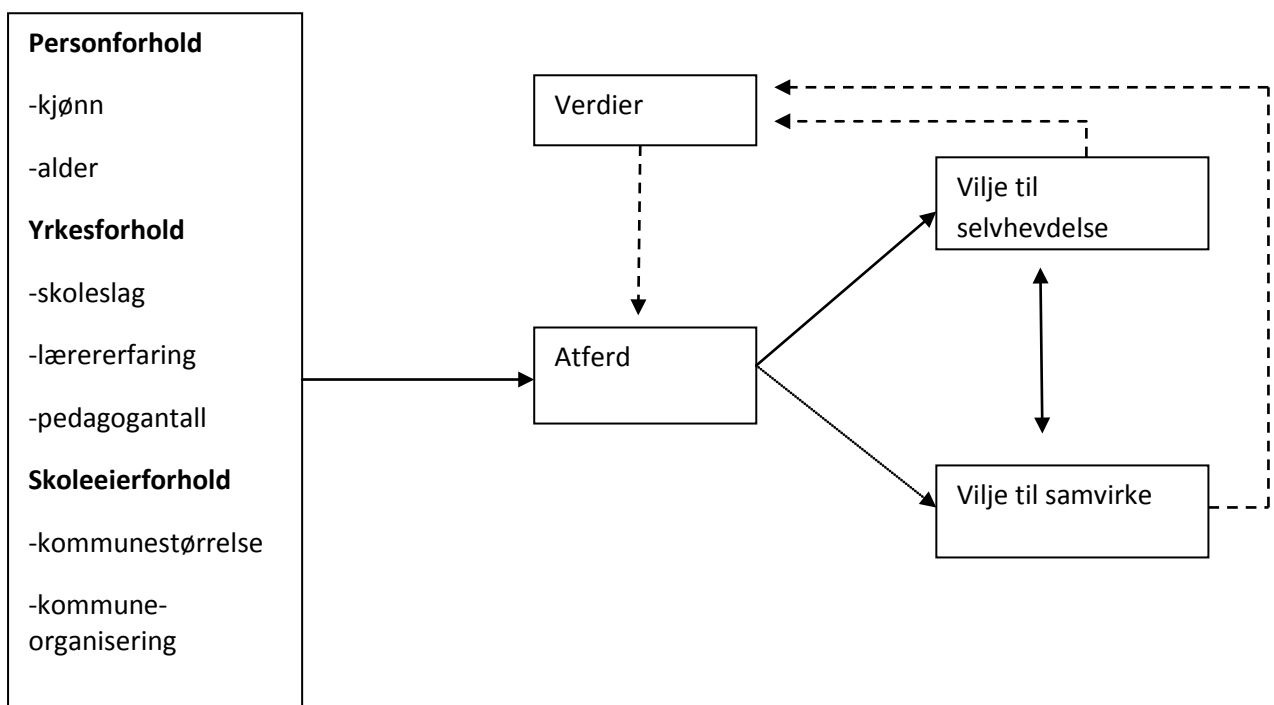 Personforhold
-kjønn
-alder
Yrkesforhold
-skoleslag
-lærererfaring
-pedagogantall
Skoleeierforhold
-kommunestørrelse
-kommune-
organisering
Verdier
Atferd
Vilje til
selvhevdelse
Vilje til samvirke